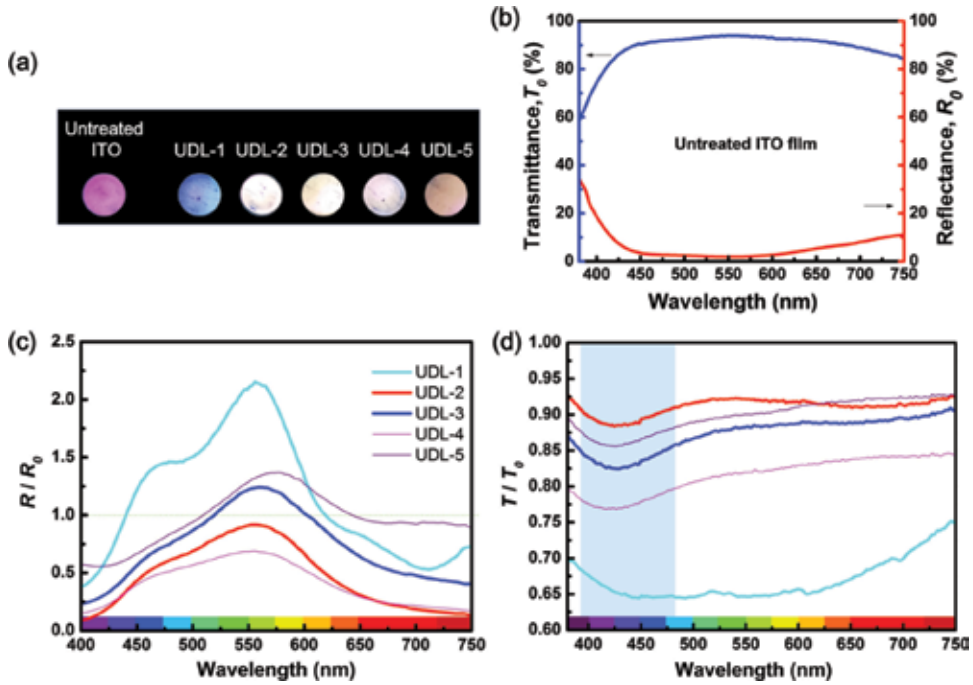 (a)
Untreated
ITO
UDL-1
UDL-2
UDL-3
UDL-4
UDL-5
(b)
Transmittance, T0 (%)
100
80
60
40
20
0
Untreated ITO film
100
80
60
40
20
0
Reflectance, R0 (%)
400 450 500 550 600 650 700 750
Wavelength (nm)
(c)
R / R0
2.5
2.0
1.5
1.0
0.5
0.0
UDL-1
UDL-2
UDL-3
UDL-4
UDL-5
400 450 500 550 600 650 700 750
Wavelength (nm)
(d)
T / T0
1.00
0.95
0.90
0.85
0.80
0.75
0.70
0.65
0.60
400 450 500 550 600 650 700 750
Wavelength (nm)